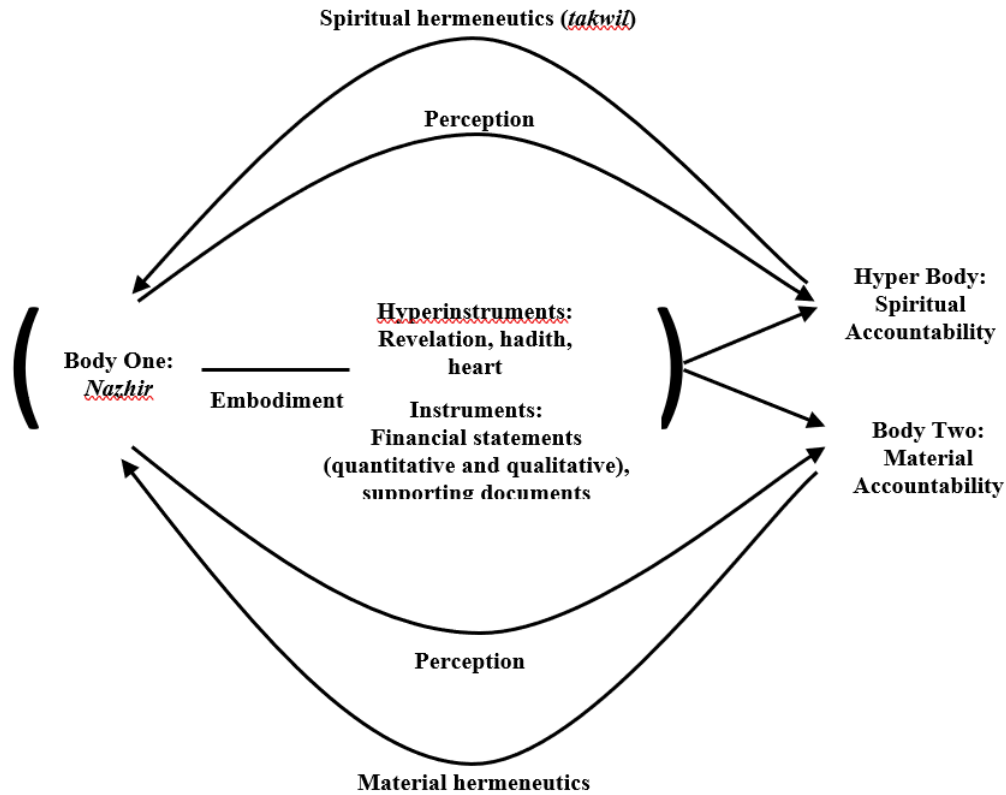 Spiritual hermeneutics (takwil)
Perception
Hyper Body:
Spiritual
Accountability
Hyperinstruments:
Revelation, hadith,
heart
Body One:
Nazhir
Embodiment
Instruments:
Financial statements
(quantitative and qualitative),
supporting documents
Body Two:
Material
Accountability
Perception
Material hermeneutics